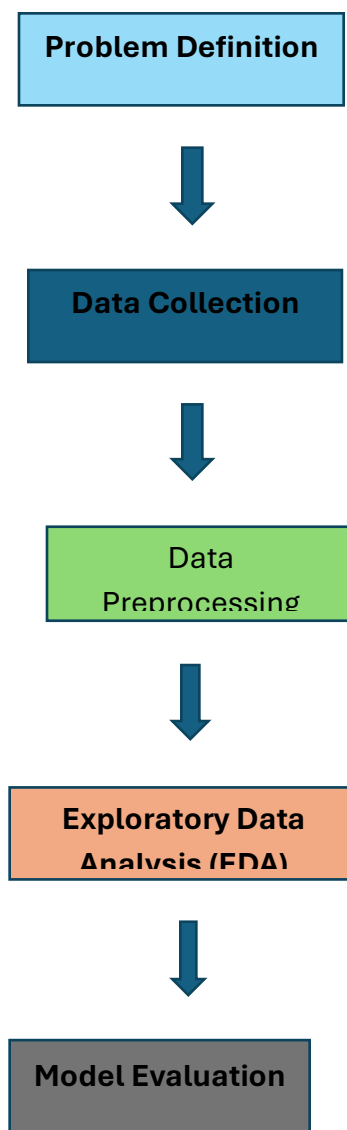 Problem Definition
Data Collection
Data
Preprocessing
Exploratory Data
Analysis (EDA)
Model Evaluation